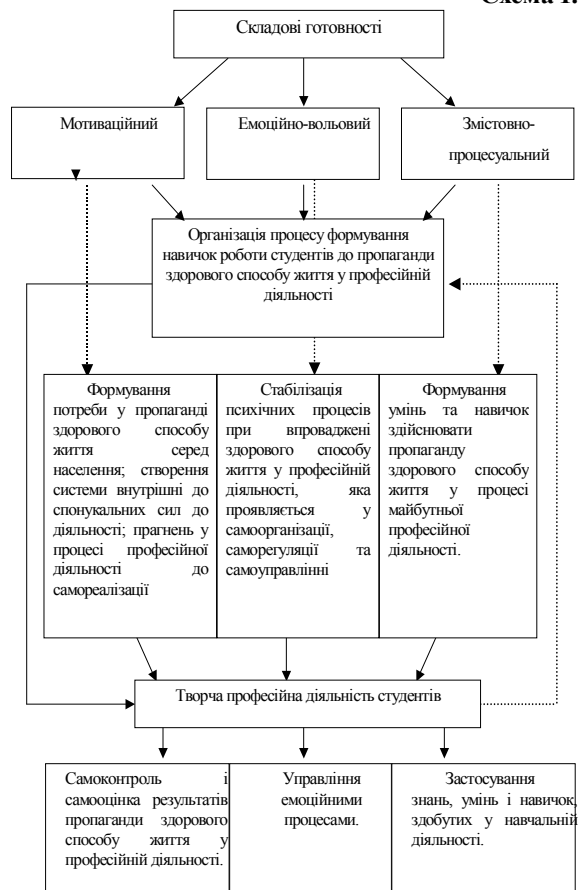 Складові готовності
Мотиваційний
Емоційно-вольовий
Змістовно-
процесуальний
Організація процесу формування
навичок роботи студентів до пропаганди
здорового способу життя у професійній
діяльності
Формування
потреби у пропаганді
здорового способу
життя серед
населення; створення
системи внутрішні до
спонукальних сил до
діяльності; прагнень у
процесі професійної
діяльності до
самореалізації
Стабілізація
психічних процесів
при впроваджені
здорового способу
життя у професійній
діяльності, яка
проявляється у
самоорганізації,
саморегуляції та
самоуправлінні
Формування
умінь та навичок
здійснювати
пропаганду
здорового способу
життя у процесі
майбутньої
професійної
діяльності.
Творча професійна діяльність студентів
Самоконтроль і
самооцінка результатів
пропаганди здорового
способу життя у
професійній діяльності.
Управління
емоційними
процесами.
Застосування
знань, умінь і навичок,
здобутих у навчальній
діяльності.